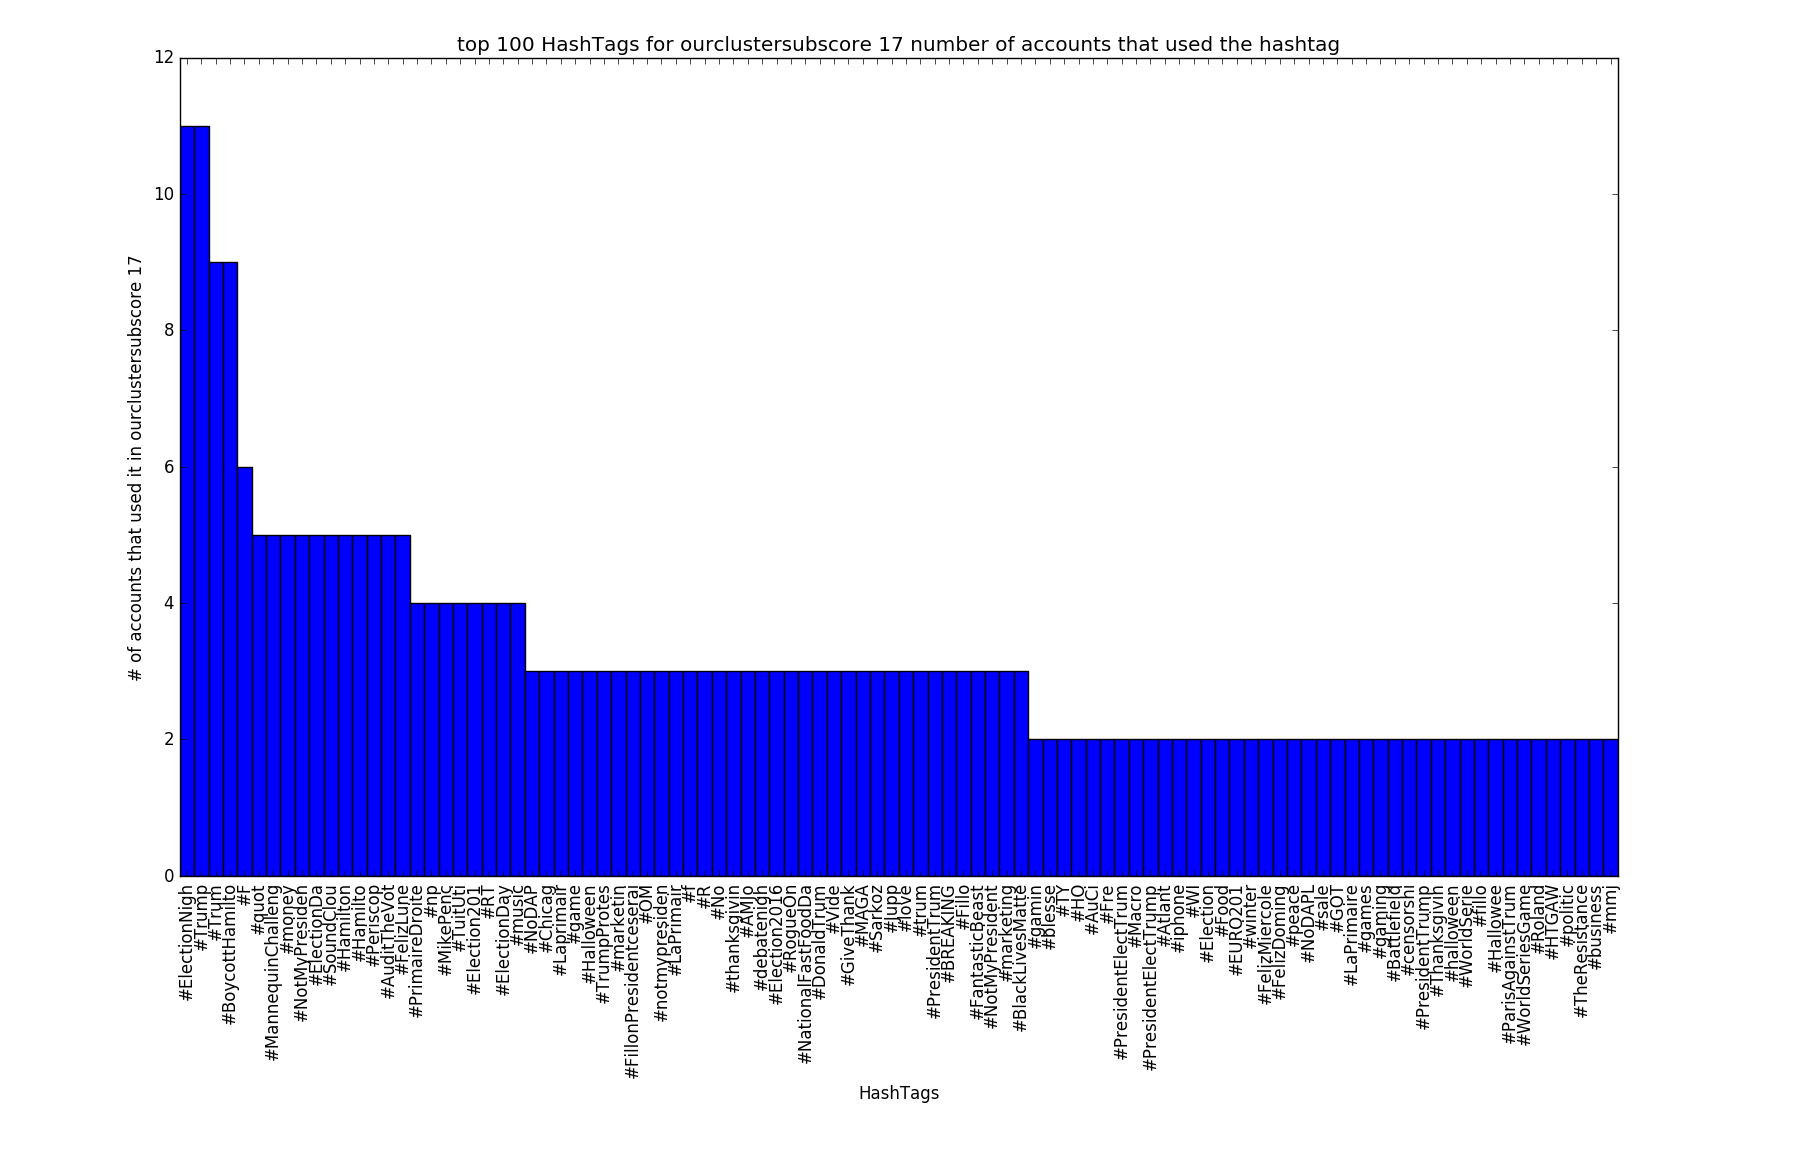 top 100 HashTags for ourclustersubscore 17 number of accounts that used the hashtag
12
10
8
6
4
2
0
# of accounts that used it in ourclustersubscore 17
#ElectionNigh
#Trump
#Trum
#BoycottHamilto
#F
#quot
#MannequinChalleng
#money
#NotMyPresiden
#ElectionDa
#SoundClou
#Hamilton
#Hamilto
#Periscop
#AuditTheVot
#FelizLune
#PrimaireDroite
#np
#MikePenc
#TuitUti
#Election201
#RT
#ElectionDay
#music
#NoDAP
#Chicag
#Laprimair
#game
#Halloween
#TrumpProtes
#marketin
#FillonPresidentceserai
#OM
#notmypresiden
#LaPrimair
#f
#R
#No
#thanksgivin
#AMJo
#debatenigh
#Election2016
#RogueOn
#NationalFastFoodDa
#DonaldTrum
#Vide
#GiveThank
#MAGA
#Sarkoz
#Jupp
#love
#trum
#PresidentTrum
#BREAKING
#Fillo
#FantasticBeast
#NotMyPresident
#marketing
#BlackLivesMatte
#gamin
#blesse
#TY
#HO
#AuCi
#Fre
#PresidentElectTrum
#Macro
#PresidentElectTrump
#Atlant
#iphone
#WI
#Election
#Food
#EURQ201
#winter
#FelizMiercole
#FelizDoming
#peace
#NoDAPL
#sale
#GOT
#LaPrimaire
#games
#gaming
#Battlefield
#censorshi
#PresidentTrump
#Thanksgivih
#halloween
#WorldSerie
#fillo
#Hallowee
#ParisAgainstTrum
#WorldSeriesGame
#Roland
#HTGAW
#politic
#TheResistance
#business
#mmj
HashTags